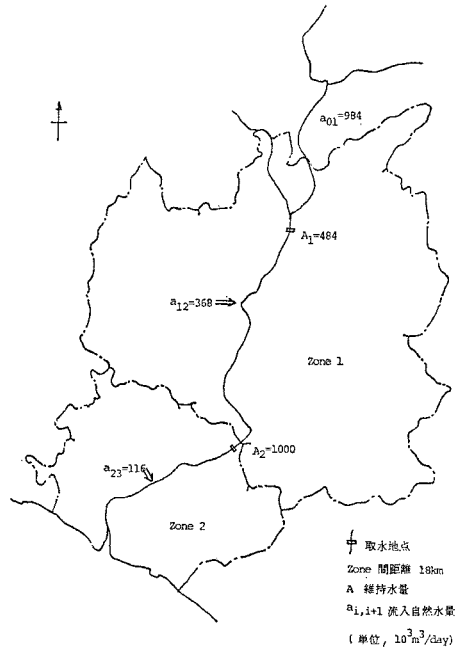 a01=984
A1=484
a12=368
Zone 1
A2=1000
a23=116
Zone 2
取水地点
Zone 間距離 18km
A 維持水量
ai,i+1 流入自然水量
(単位, 10³m³/day)